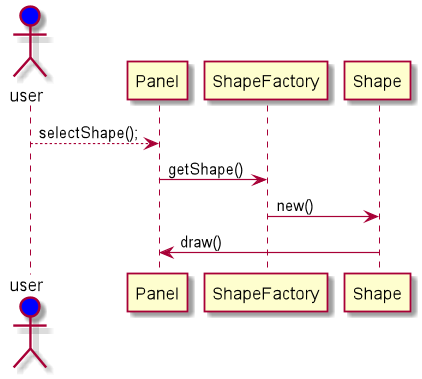 user
Panel
ShapeFactory
Shape
selectShape();
getShape()
new()
draw()
user
Panel
ShapeFactory
Shape